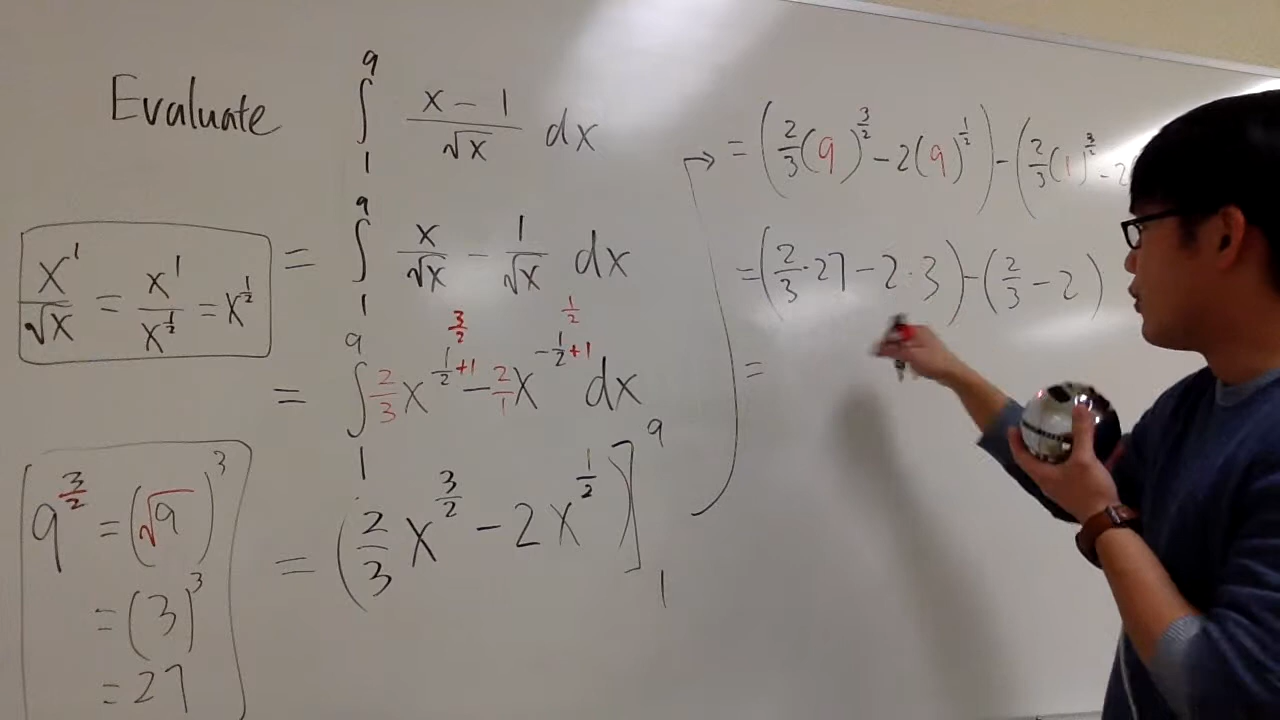 Evaluate ∫₁⁹ (x − 1)/√x dx
x¹/√x = x¹/x^(1/2) = x^(1/2)
= ∫₁⁹ x/√x − 1/√x dx
= ∫₁⁹ 2/3 x^(1/2 +1) 3/2 − 2/1 x^(−1/2 +1) 1/2 dx
= (2/3 x^(3/2) − 2x^(1/2))]₁⁹
9^(3/2) = (√9)³
= (3)³
= 27
→ = (2/3(9)^(3/2) − 2(9)^(1/2)) − (2/3(1)^(3/2) − 2
= (2/3 · 27 − 2 · 3) − (2/3 − 2)
=